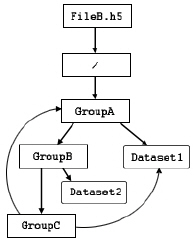 FileB.h5
/
GroupA
GroupB
Dataset1
Dataset2
GroupC